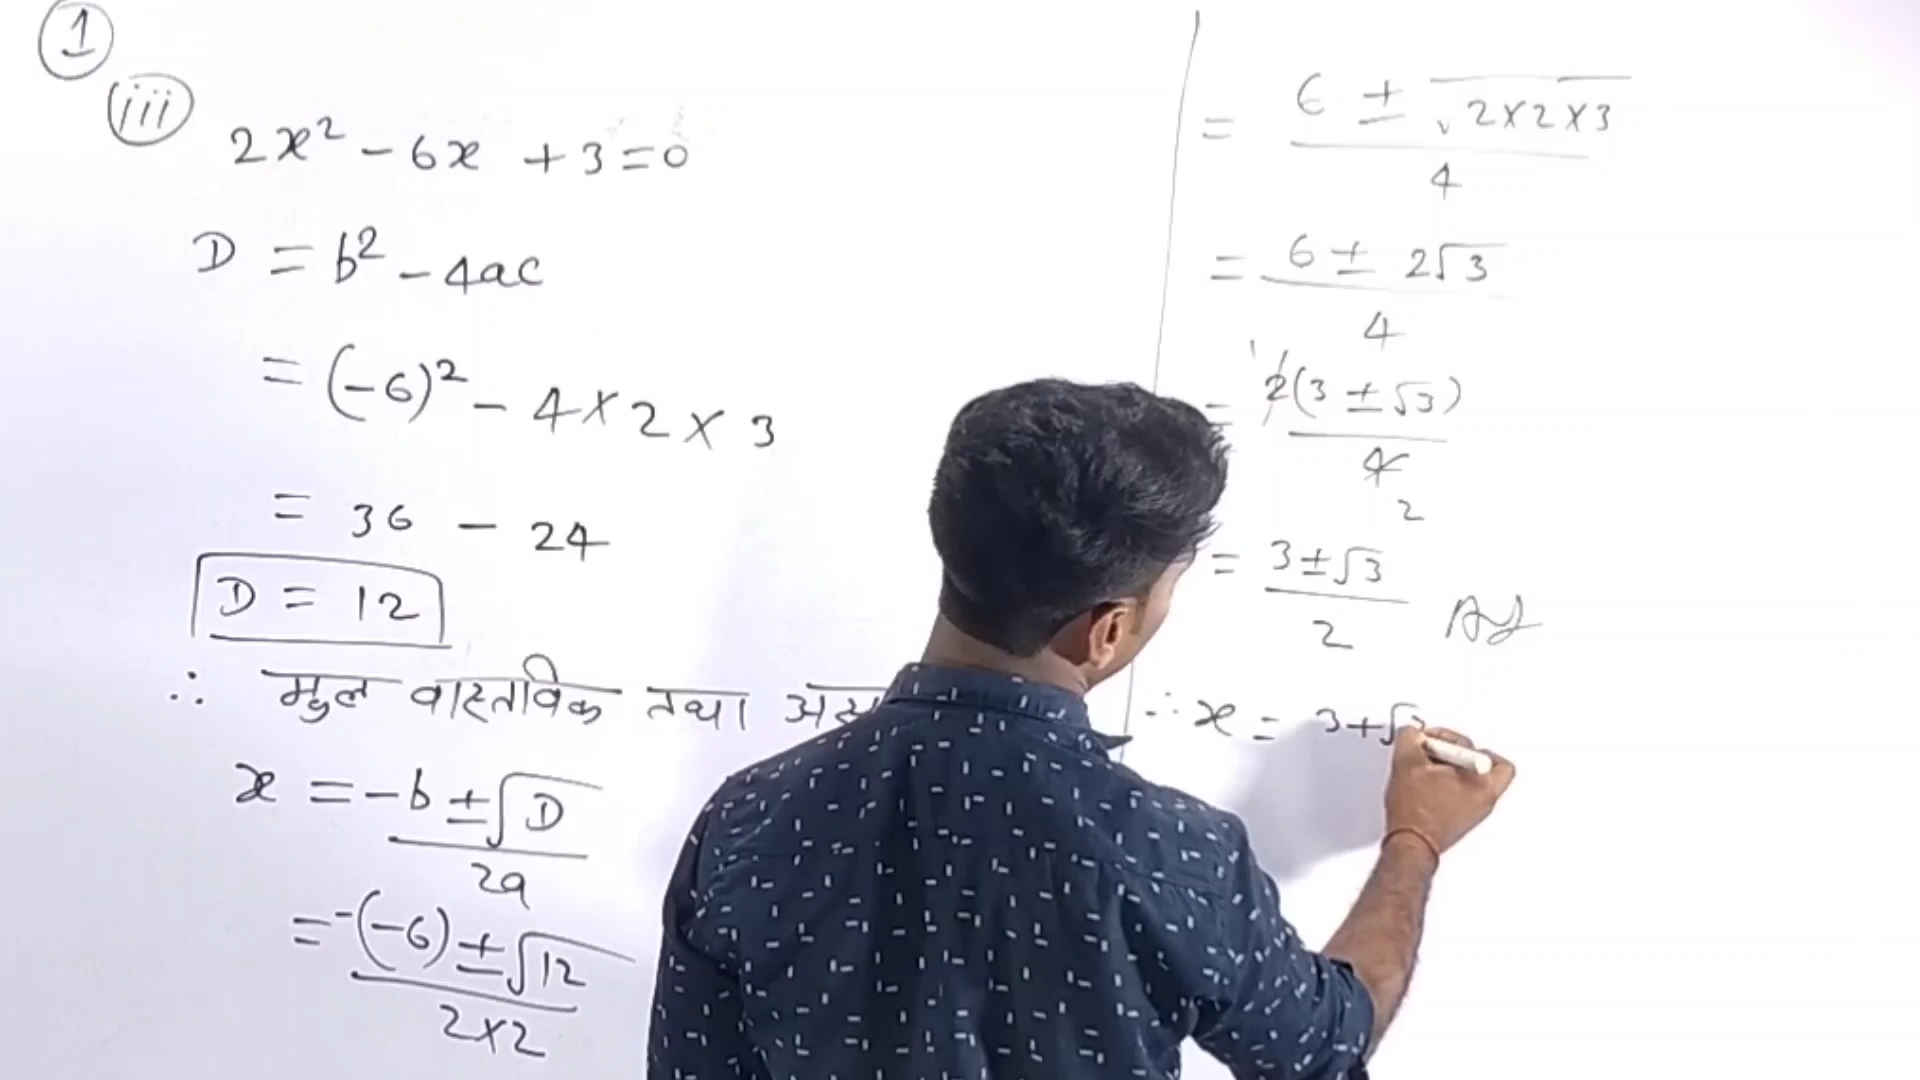 1
iii
2x² - 6x + 3 = 0
D = b² - 4ac
= (-6)² - 4×2×3
= 36 - 24
D = 12
∴ मुल वास्तविक तथा
x = -b ± √D
2a
= -(-6) ± √12
2×2
= 6 ± √2×2×3
4
= 6 ± 2√3
4
1
= 2(3 ± √3)
4
2
= 3 ± √3
2
∴ x = 3+√